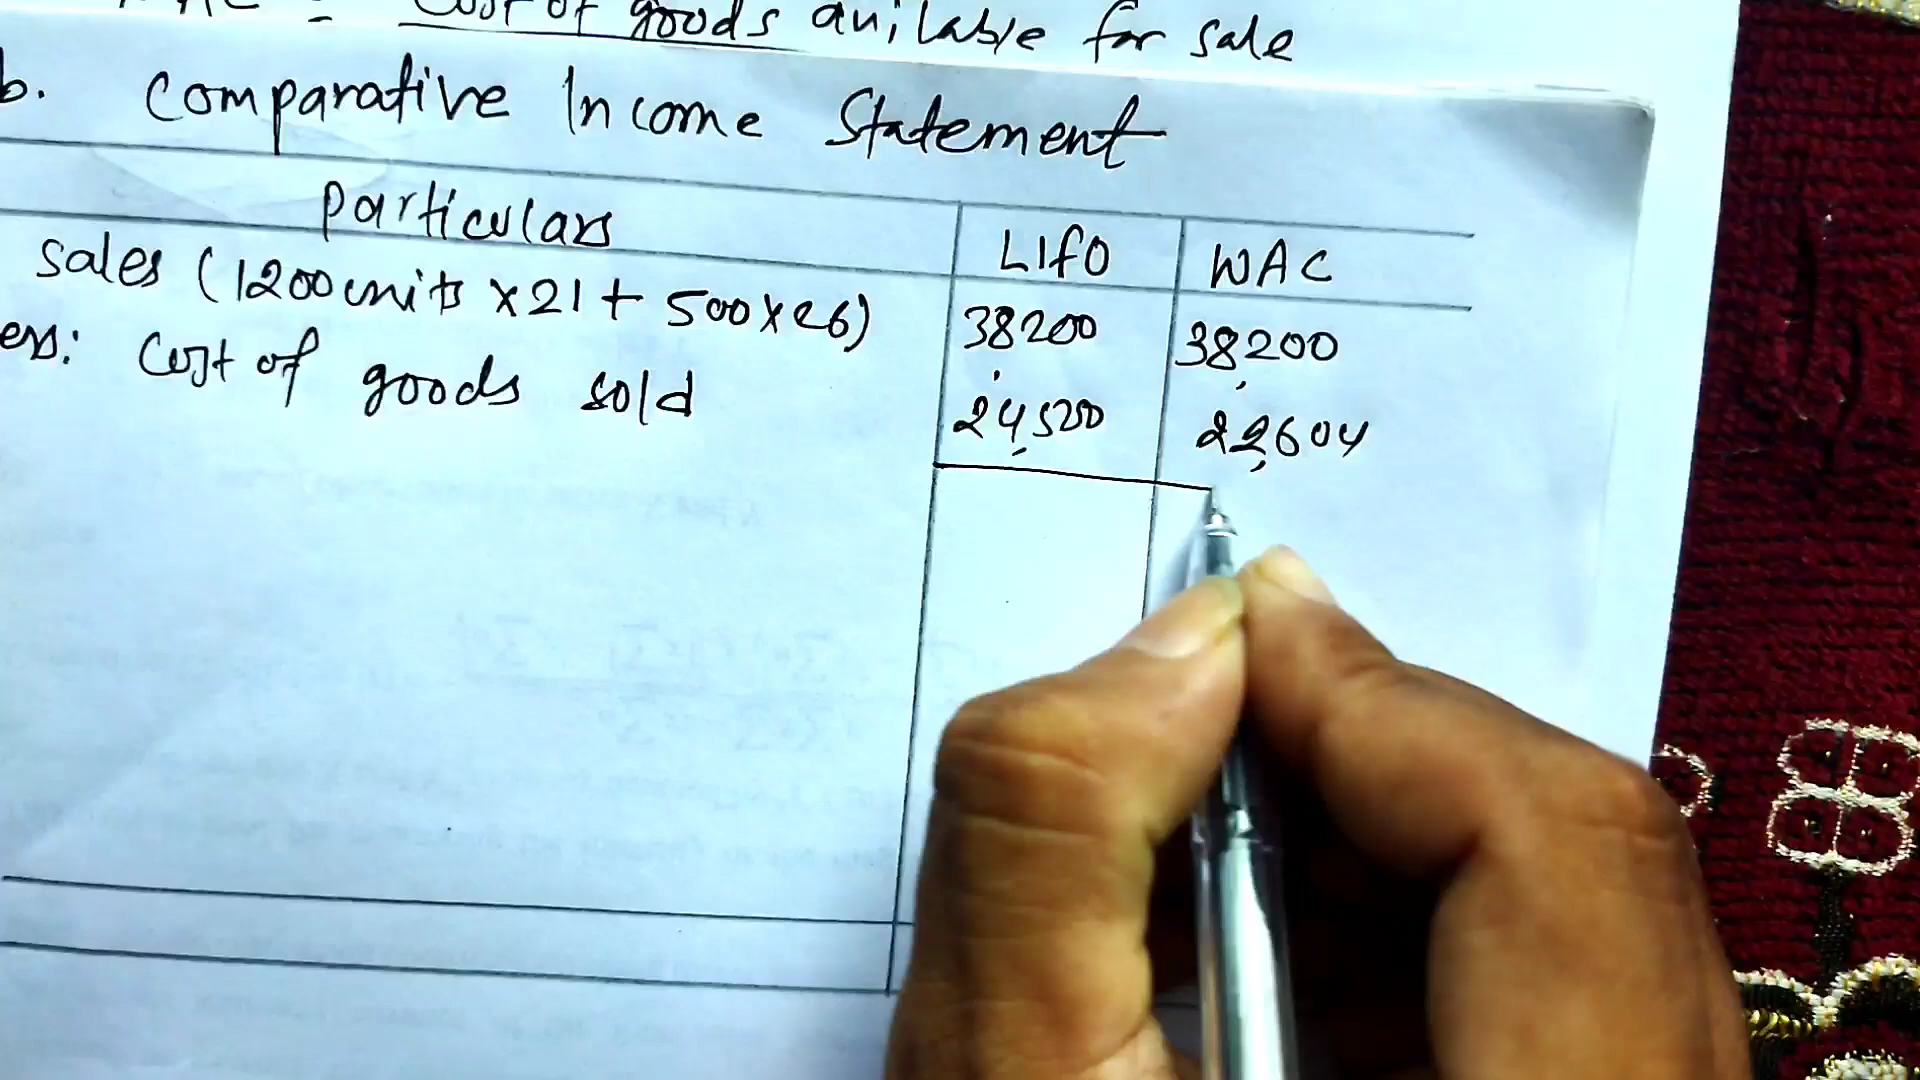 = Cost of goods avilable for sale
b. Comparative Income Statement
Particulars LIFO WAC
Sales (1200 units x 21 + 500 x 26) 38200 38,200
ess: Cost of goods sold 24,500 22,604